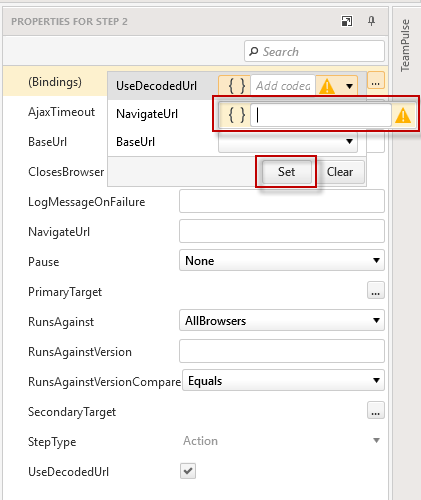 PROPERTIES FOR STEP 2
Search
(Bindings)
UseDecodedUrl { } Add codea ...
AjaxTimeout
NavigateUrl { }
BaseUrl
BaseUrl
ClosesBrowser
Set Clear
LogMessageOnFailure
NavigateUrl
Pause None
PrimaryTarget ...
RunsAgainst AllBrowsers
RunsAgainstVersion
RunsAgainstVersionCompare Equals
SecondaryTarget ...
StepType Action
UseDecodedUrl
TeamPulse